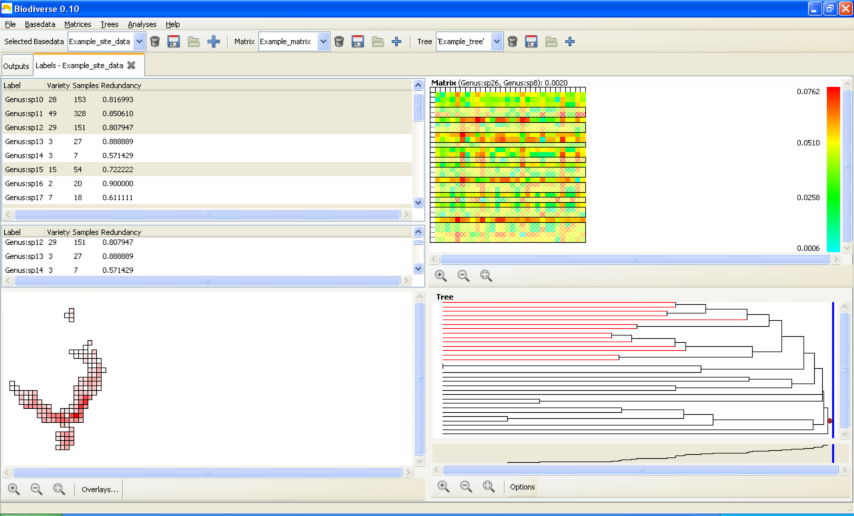 Biodiverse 0.10
File Basedata Matrices Trees Analyses Help
Selected Basedata Example_site_data Matrix Example_matrix Tree 'Example_tree'
Outputs Labels - Example_site_data
Label Variety Samples Redundancy
Genus:sp10 28 153 0.816993
Genus:sp11 49 328 0.850610
Genus:sp12 29 151 0.807947
Genus:sp13 3 27 0.888889
Genus:sp14 3 7 0.571429
Genus:sp15 15 54 0.722222
Genus:sp16 2 20 0.900000
Genus:sp17 7 18 0.611111
Label Variety Samples Redundancy
Genus:sp12 29 151 0.807947
Genus:sp13 3 27 0.888889
Genus:sp14 3 7 0.571429
Overlays...
Matrix (Genus:sp26, Genus:sp8): 0.0020
0.0762
0.0510
0.0258
0.0006
Tree
Options